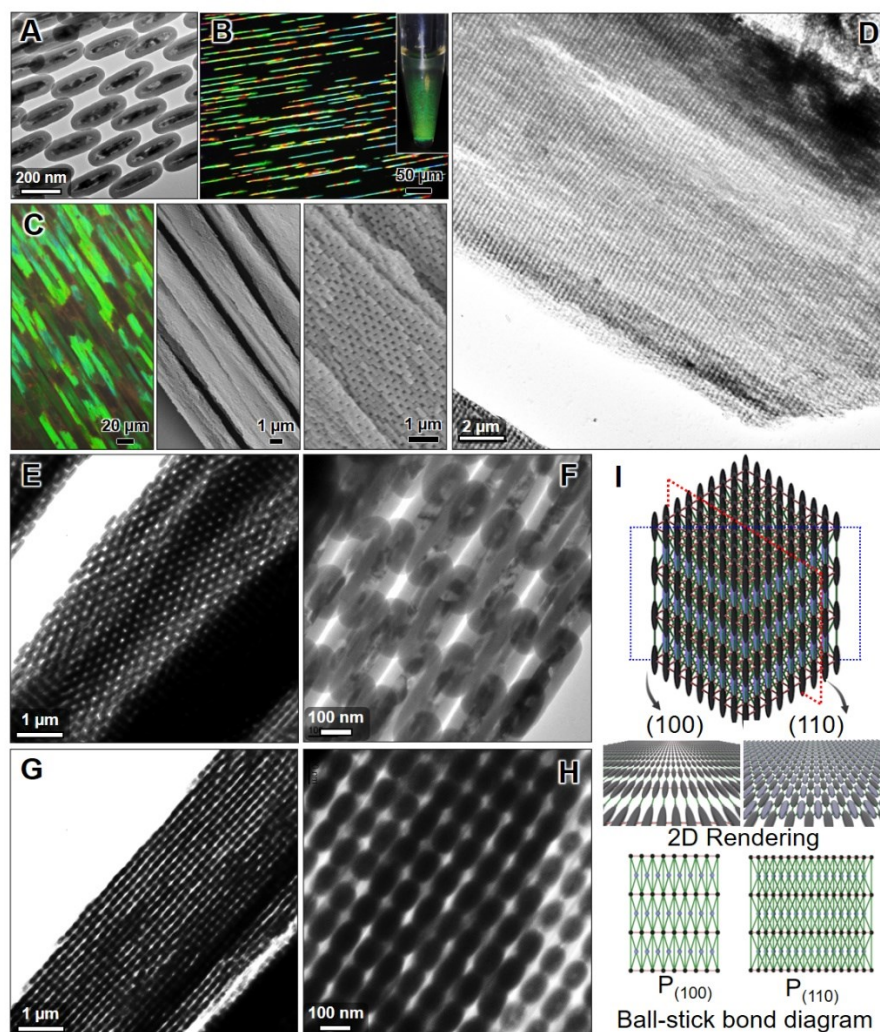 A
B
D
200 nm
50 µm
C
20 µm
1 µm
1 µm
2 µm
E
F
I
1 µm
100 nm
(100)
(110)
G
H
2D Rendering
1 µm
100 nm
P(100)
P(110)
Ball-stick bond diagram